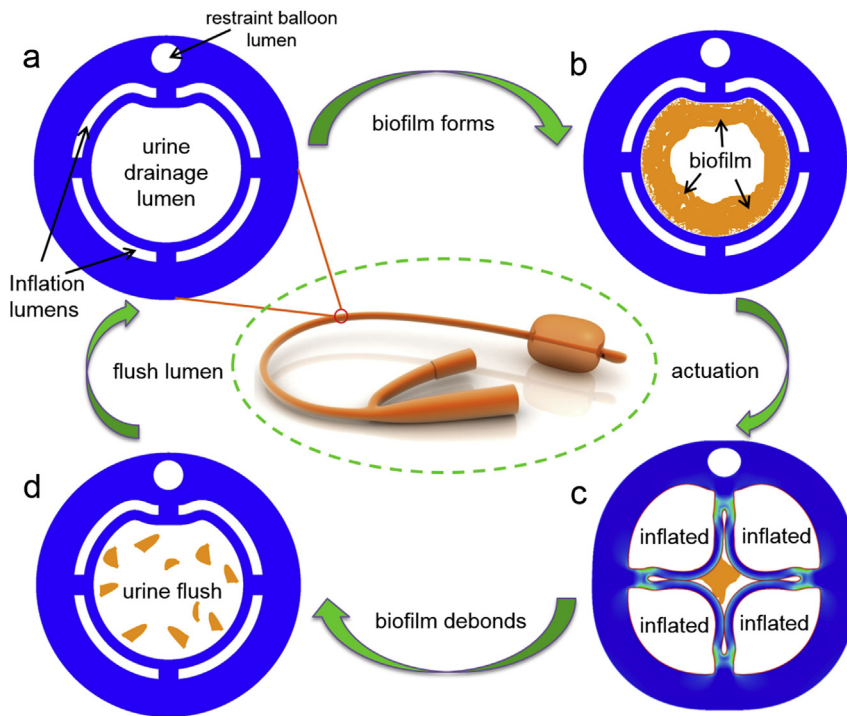 restraint balloon
lumen
a
b
biofilm forms
urine
drainage
lumen
biofilm
Inflation
lumens
flush lumen
actuation
d
c
inflated
inflated
urine flush
biofilm debonds
inflated
inflated